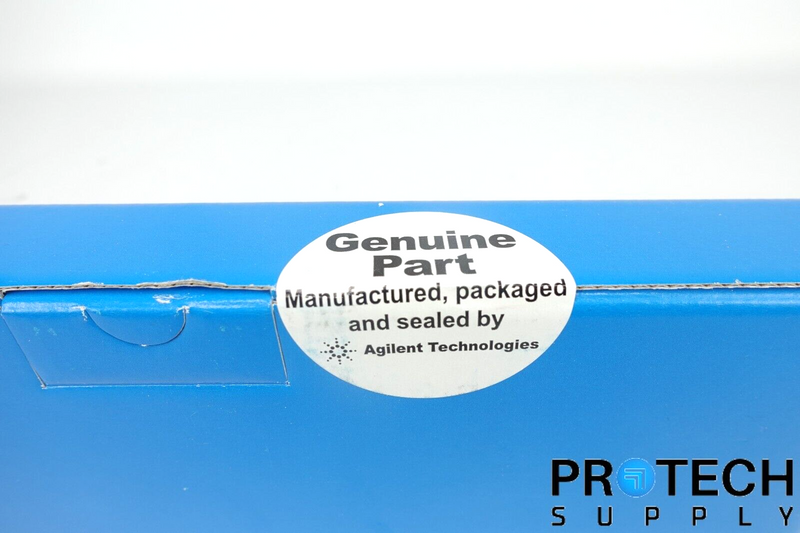 Genuine
Part
Manufactured, packaged
and sealed by
Agilent Technologies
PROTECH
SUPPLY